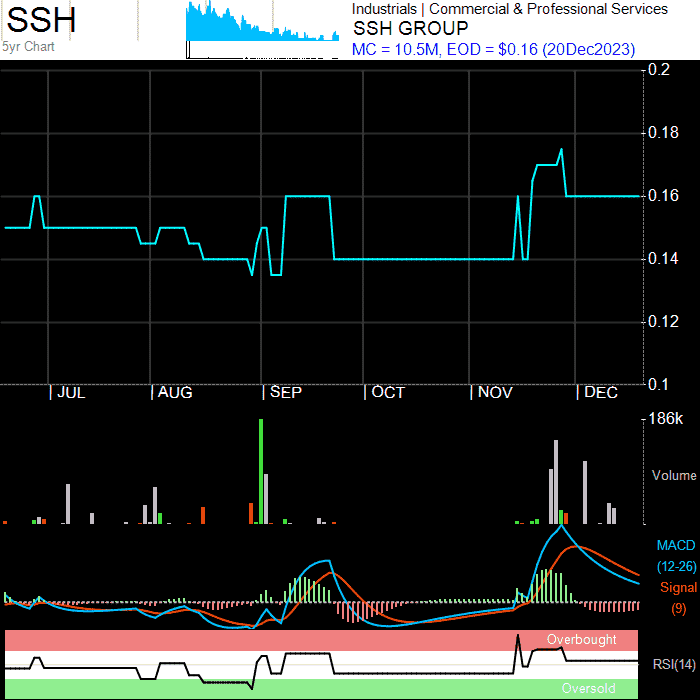 SSH
5yr Chart
Industrials | Commercial & Professional Services
SSH GROUP
MC = 10.5M, EOD = $0.16 (20Dec2023)
0.2
0.18
0.16
0.14
0.12
0.1
| JUL | AUG | SEP | OCT | NOV | DEC
186k
Volume
MACD
(12-26)
Signal
(9)
Overbought
RSI(14)
Oversold